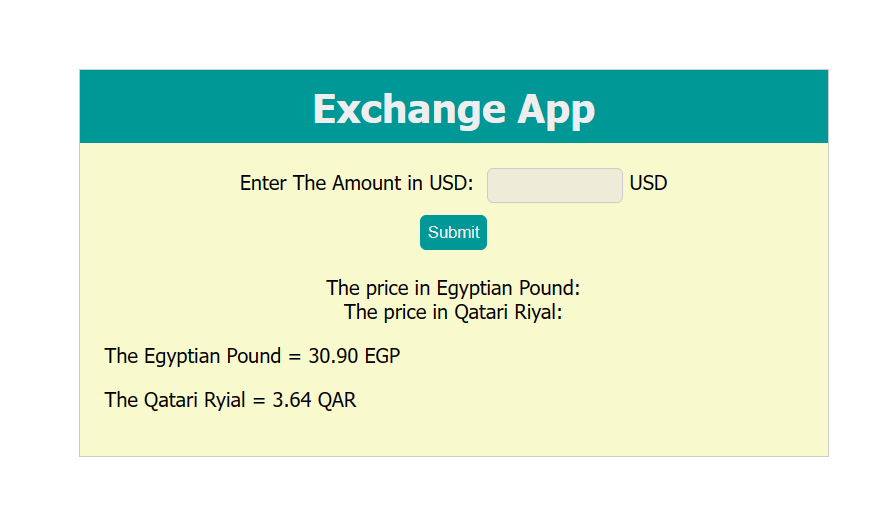 Exchange App
Enter The Amount in USD: USD
Submit
The price in Egyptian Pound:
The price in Qatari Riyal:
The Egyptian Pound = 30.90 EGP
The Qatari Ryial = 3.64 QAR